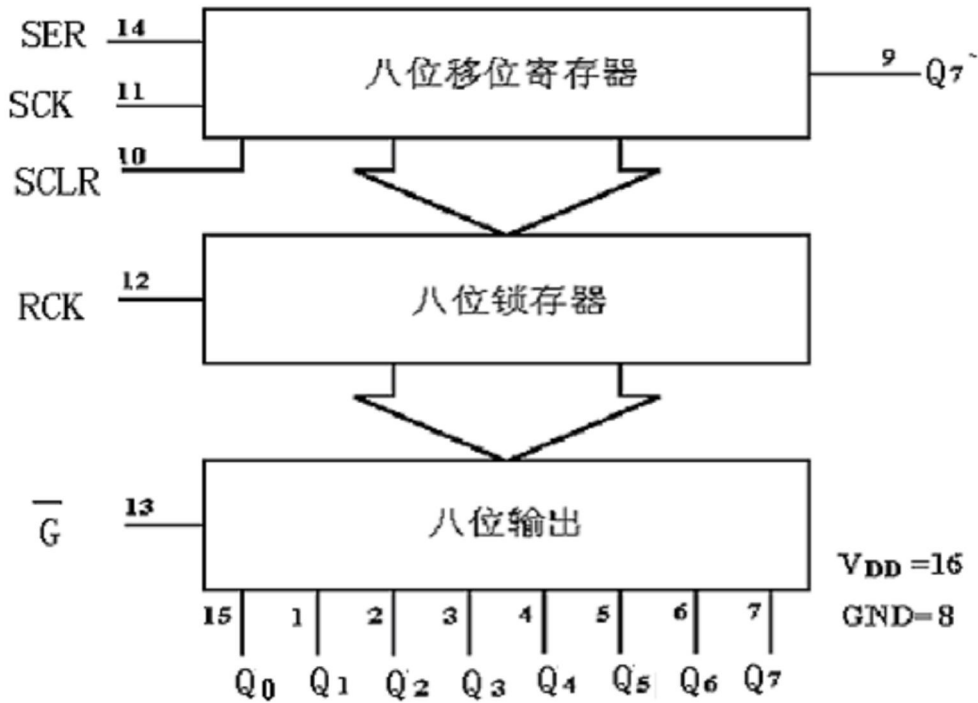 SER 14
八位移位寄存器
9 Q7`
SCK 11
SCLR 10
RCK 12
八位锁存器
G̅ 13
八位输出
VDD =16
GND=8
15 1 2 3 4 5 6 7
Q0 Q1 Q2 Q3 Q4 Q5 Q6 Q7